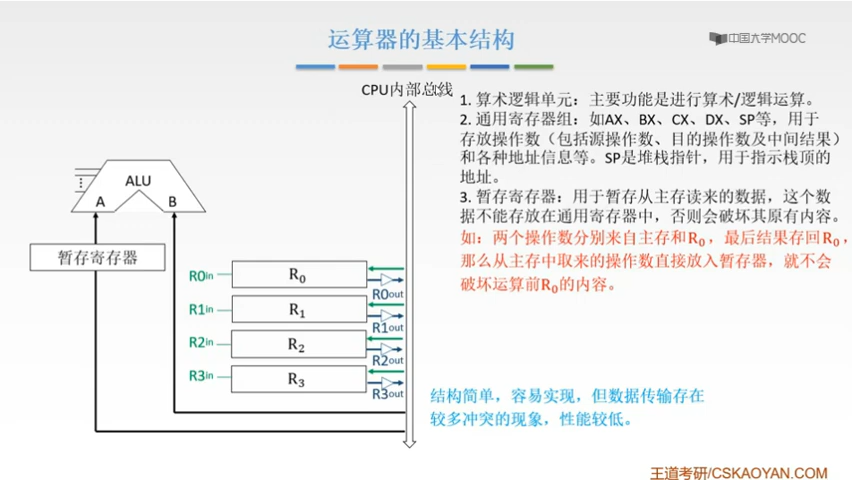 运算器的基本结构
中国大学MOOC
CPU内部总线
1. 算术逻辑单元：主要功能是进行算术/逻辑运算。
2. 通用寄存器组：如AX、BX、CX、DX、SP等，用于
存放操作数（包括源操作数、目的操作数及中间结果）
和各种地址信息等。SP是堆栈指针，用于指示栈顶的
地址。
3. 暂存寄存器：用于暂存从主存读来的数据，这个数
据不能存放在通用寄存器中，否则会破坏其原有内容。
如：两个操作数分别来自主存和R₀，最后结果存回R₀，
那么从主存中取来的操作数直接放入暂存器，就不会
破坏运算前R₀的内容。
ALU
A B
暂存寄存器
R0in R₀
R0out
R1in R₁
R1out
R2in R₂
R2out
R3in R₃
R3out
结构简单，容易实现，但数据传输存在
较多冲突的现象，性能较低。
王道考研/CSKAOYAN.COM